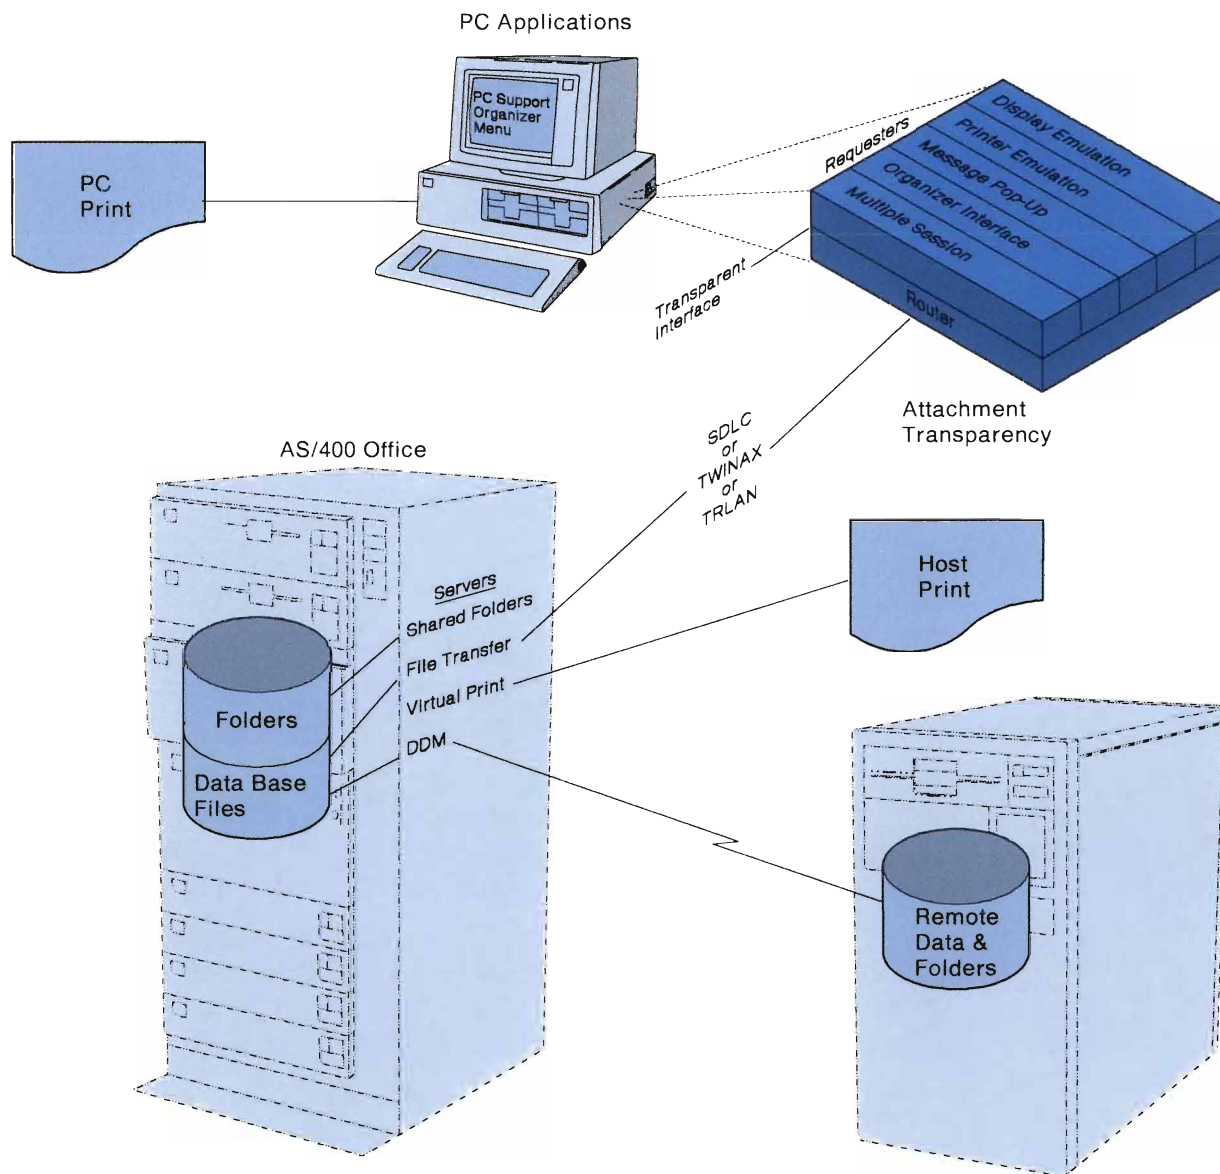 PC Applications
PC Support
Organizer
Menu
PC
Print
Requesters
Display Emulation
Printer Emulation
Message Pop-Up
Organizer Interface
Multiple Session
Router
Transparent
Interface
Attachment
Transparency
SDLC
or
TWINAX
or
TRLAN
AS/400 Office
Servers
Shared Folders
File Transfer
Virtual Print
DDM
Folders
Data Base
Files
Host
Print
Remote
Data &
Folders